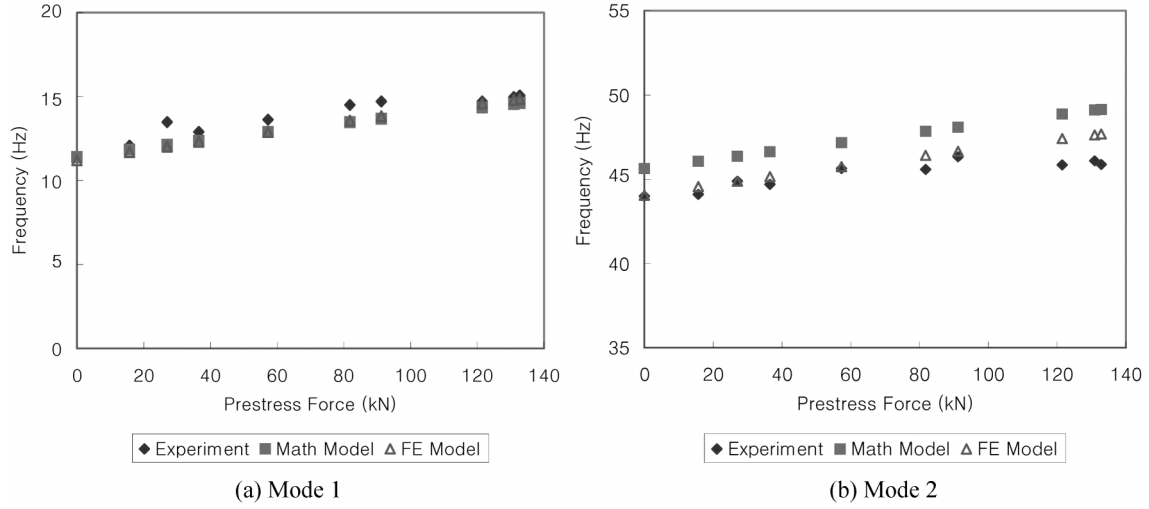 20
15
10
5
0
Frequency (Hz)
0 20 40 60 80 100 120 140
Prestress Force (kN)
Experiment Math Model FE Model
(a) Mode 1
55
50
45
40
35
Frequency (Hz)
0 20 40 60 80 100 120 140
Prestress Force (kN)
Experiment Math Model FE Model
(b) Mode 2